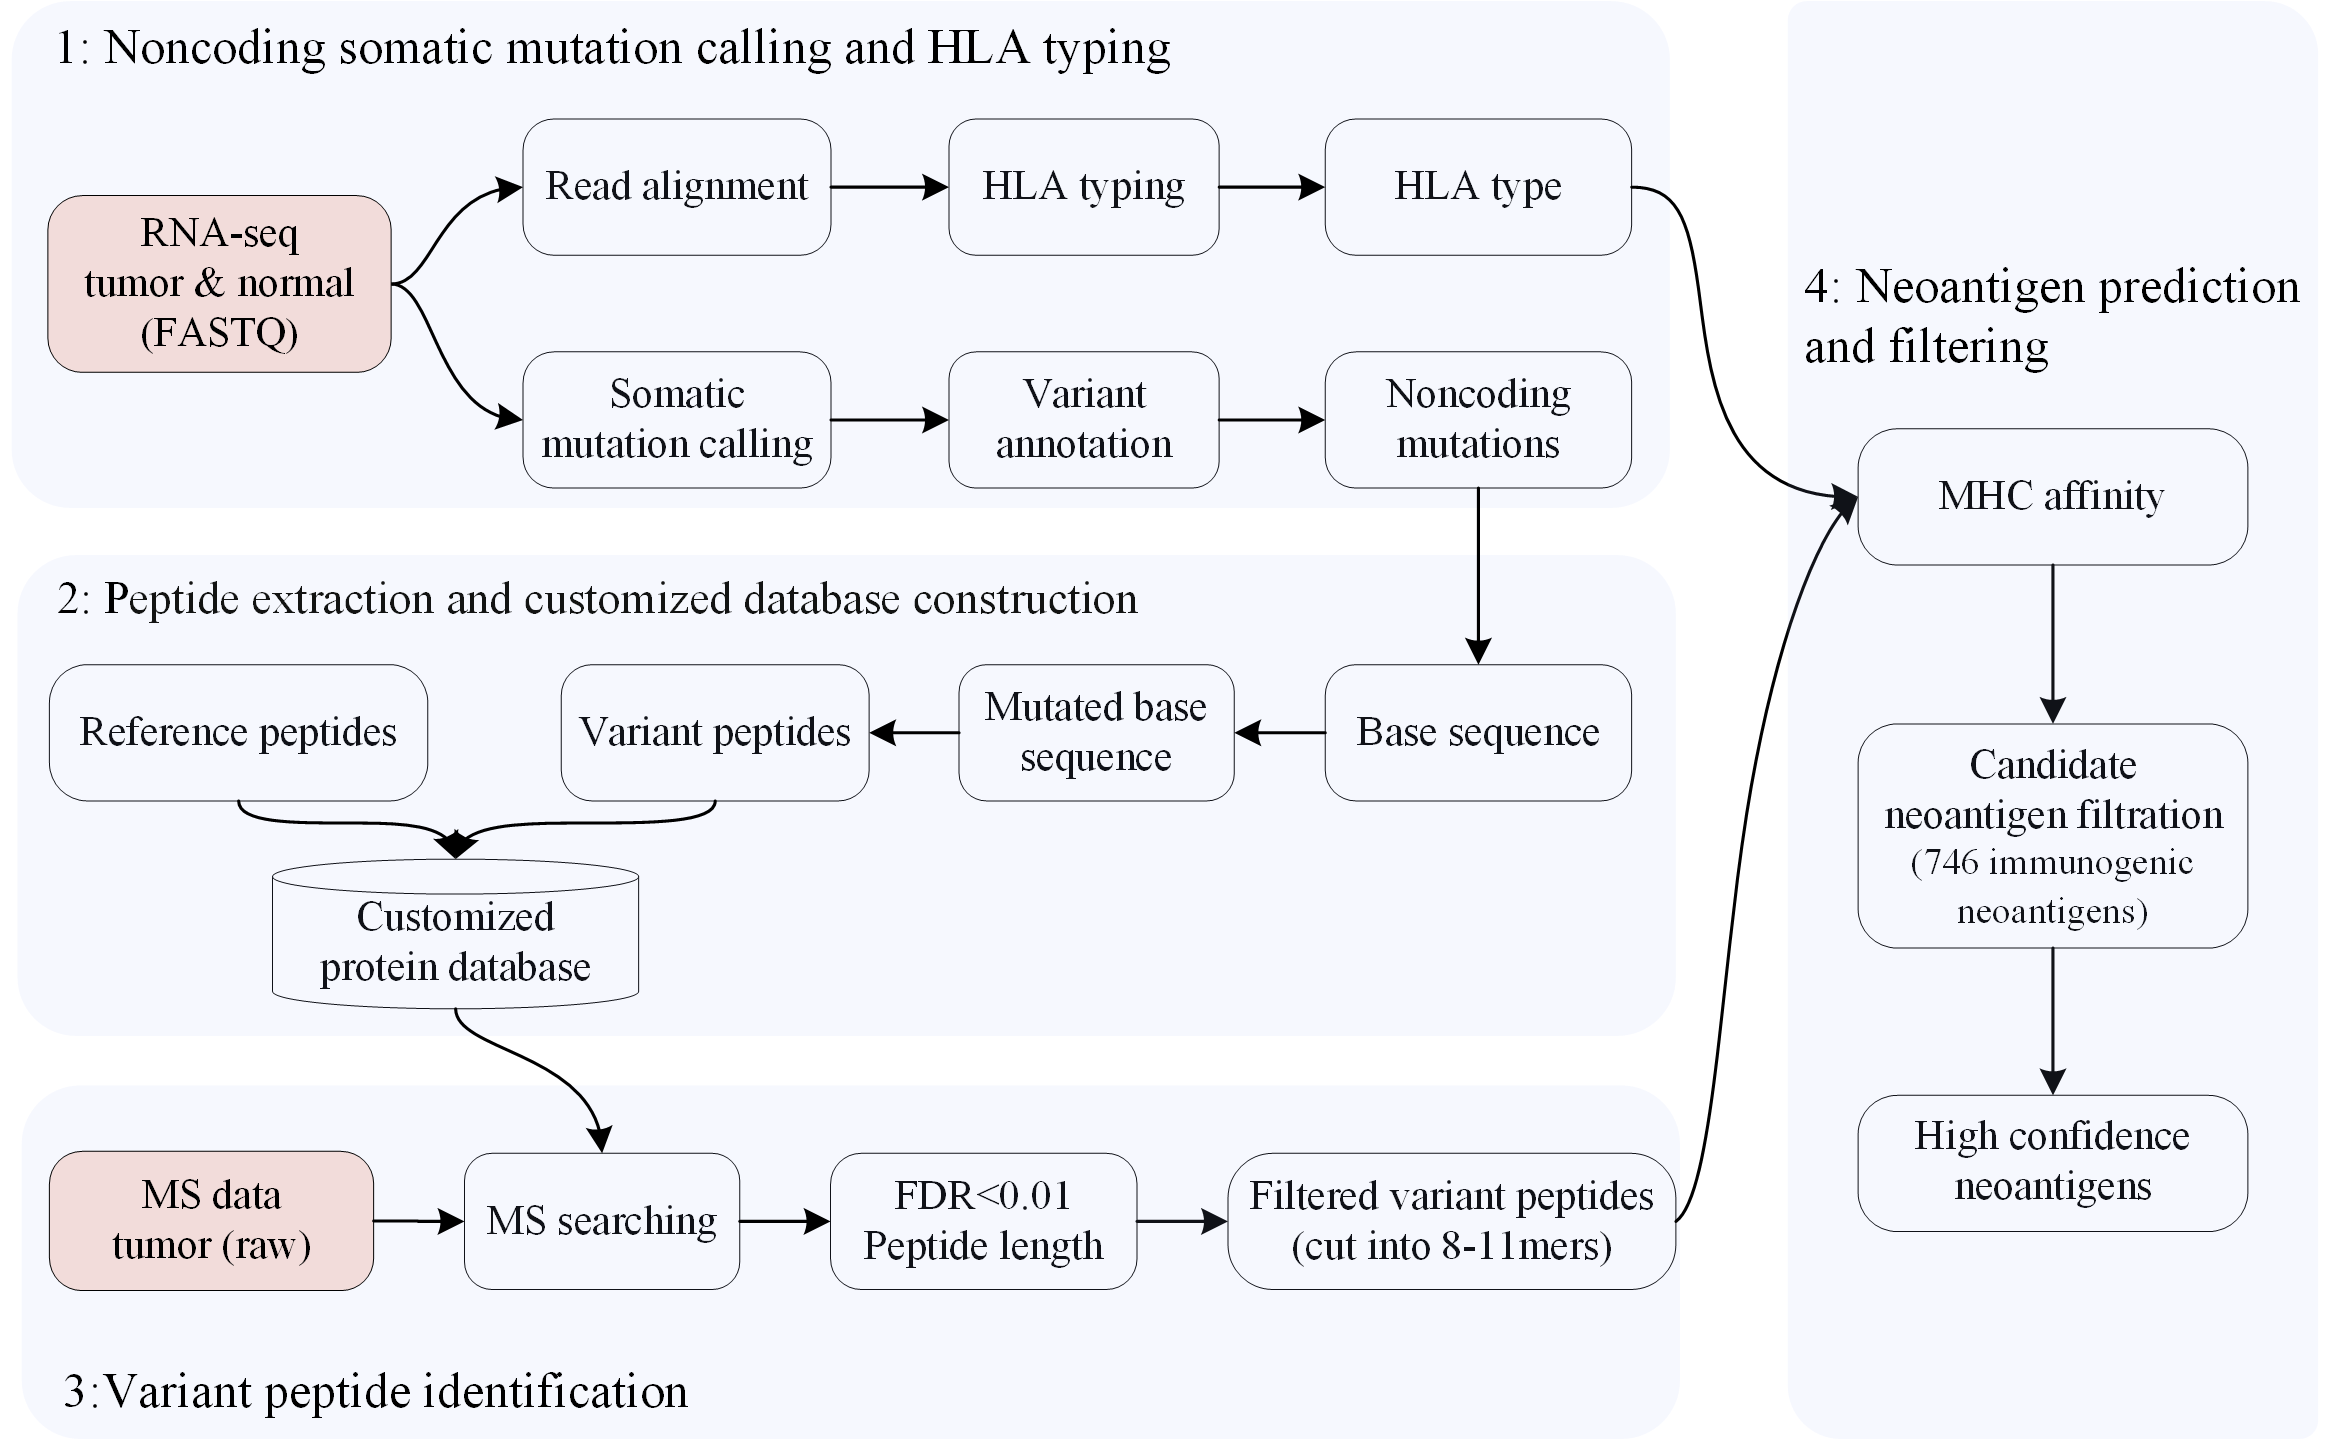 1: Noncoding somatic mutation calling and HLA typing
RNA-seq
tumor & normal
(FASTQ)
Read alignment
HLA typing
HLA type
Somatic
mutation calling
Variant
annotation
Noncoding
mutations
2: Peptide extraction and customized database construction
Reference peptides
Variant peptides
Mutated base
sequence
Base sequence
Customized
protein database
MS data
tumor (raw)
MS searching
FDR<0.01
Peptide length
Filtered variant peptides
(cut into 8-11mers)
3:Variant peptide identification
4: Neoantigen prediction
and filtering
MHC affinity
Candidate
neoantigen filtration
(746 immunogenic
neoantigens)
High confidence
neoantigens